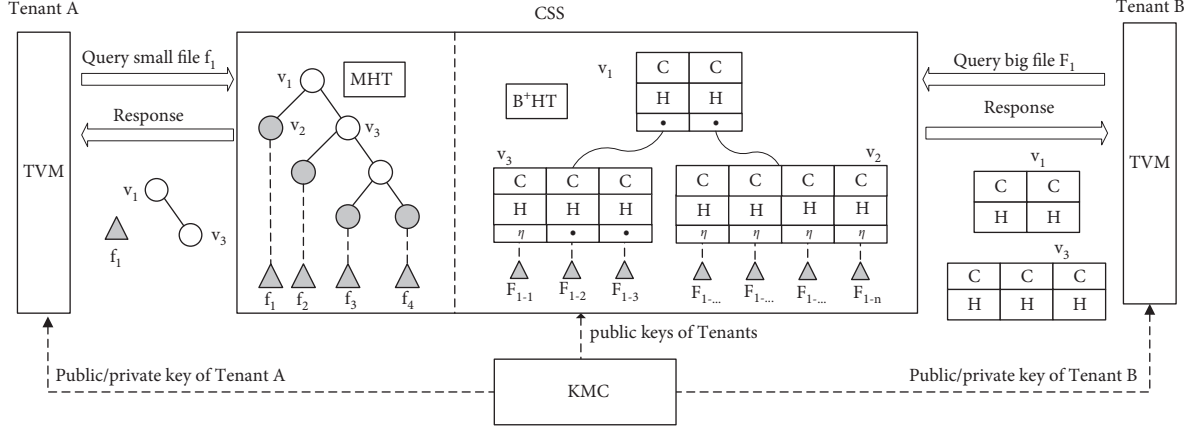 Tenant A
CSS
Tenant B
Query small file f1
Response
TVM
v1
v3
f1
v1
MHT
v2
v3
f1
f2
f3
f4
B+HT
v1
C C
H H
• •
v3
C C C
H H H
η • •
F1-1
F1-2
F1-3
v2
C C C C
H H H H
η η η η
F1-...
F1-...
F1-...
F1-n
Query big file F1
Response
TVM
v1
C C
H H
v3
C C C
H H H
public keys of Tenants
Public/private key of Tenant A
KMC
Public/private key of Tenant B